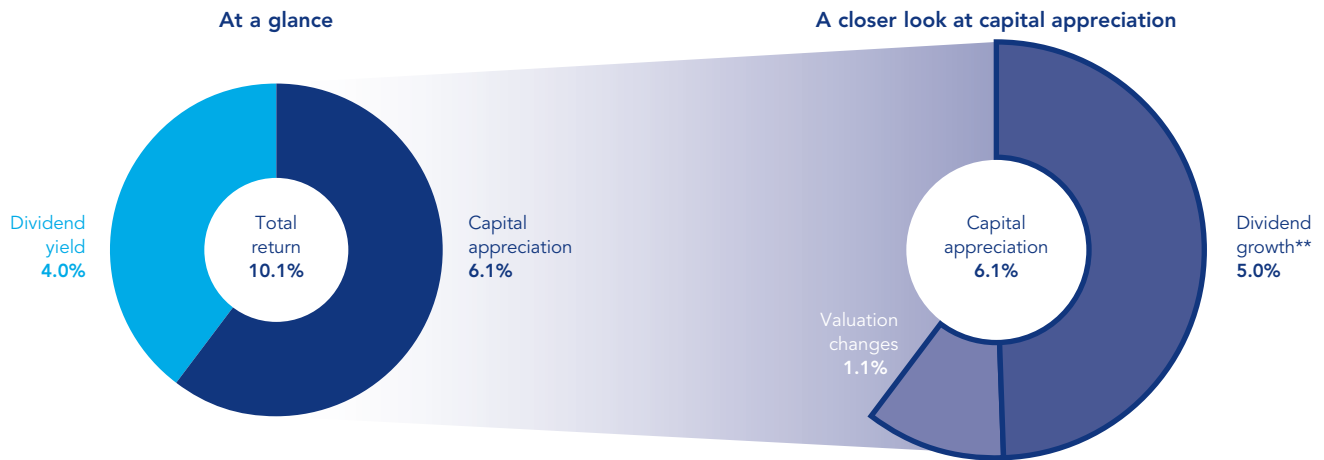 At a glance
Dividend
yield
4.0%
Total
return
10.1%
Capital
appreciation
6.1%
A closer look at capital appreciation
Valuation
changes
1.1%
Capital
appreciation
6.1%
Dividend
growth**
5.0%